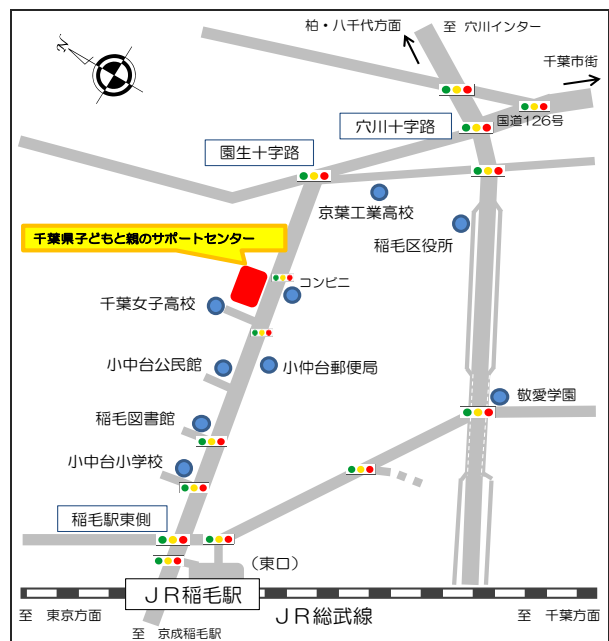 柏・八千代方面
至 穴川インター
千葉市街
N
国道126号
穴川十字路
園生十字路
京葉工業高校
千葉県子どもと親のサポートセンター
稲毛区役所
コンビニ
千葉女子高校
小中台公民館
小仲台郵便局
敬愛学園
稲毛図書館
小中台小学校
稲毛駅東側
(東口)
JR稲毛駅
JR総武線
至 東京方面
至 千葉方面
至 京成稲毛駅